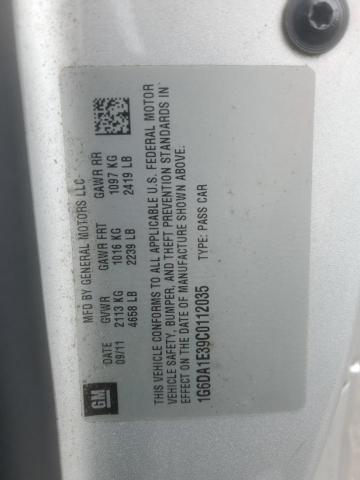 MFD BY GENERAL MOTORS LLC
DATE GVWR GAWR FRT GAWR RR
09/11 2113 KG 1016 KG 1097 KG
4658 LB 2239 LB 2419 LB
THIS VEHICLE CONFORMS TO ALL APPLICABLE U.S. FEDERAL MOTOR
VEHICLE SAFETY, BUMPER, AND THEFT PREVENTION STANDARDS IN
EFFECT ON THE DATE OF MANUFACTURE SHOWN ABOVE.
1G6DA1E39C0112035 TYPE: PASS CAR
GM